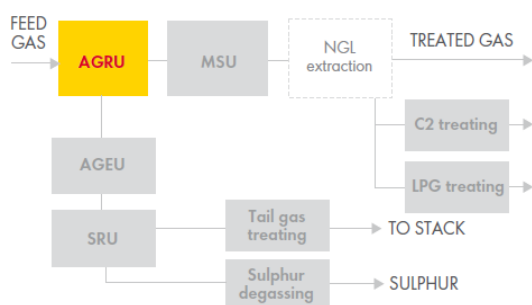 FEED
GAS
AGRU
MSU
NGL
extraction
TREATED GAS
C2 treating
LPG treating
AGEU
SRU
Tail gas
treating
TO STACK
Sulphur
degassing
SULPHUR